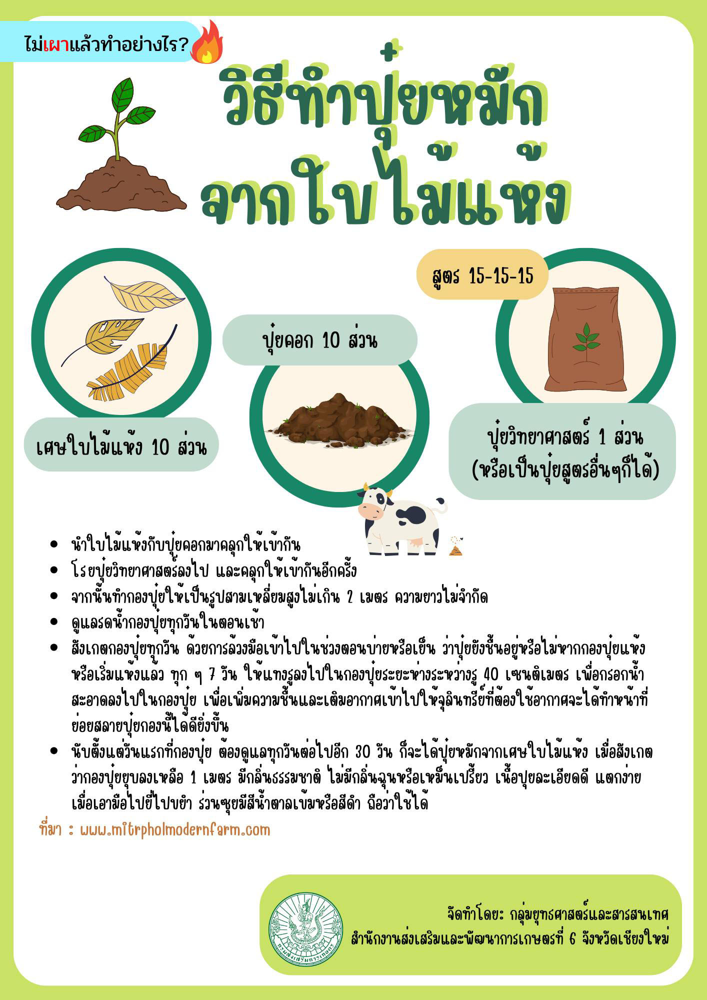 ไม่เผาแล้วทำอย่างไร?
วิธีทำปุ๋ยหมัก
จากใบไม้แห้ง
สูตร 15-15-15
ปุ๋ยคอก 10 ส่วน
เศษใบไม้แห้ง 10 ส่วน
ปุ๋ยวิทยาศาสตร์ 1 ส่วน
(หรือเป็นปุ๋ยสูตรอื่นๆก็ได้)
• นำใบไม้แห้งกับปุ๋ยคอกมาคลุกให้เข้ากัน
• โรยปุ๋ยวิทยาศาสตร์ลงไป และคลุกให้เข้ากันอีกครั้ง
• จากนั้นทำกองปุ๋ยให้เป็นรูปสามเหลี่ยมสูงไม่เกิน 2 เมตร ความยาวไม่จำกัด
• ดูแลรดน้ำกองปุ๋ยทุกวันในตอนเช้า
• สังเกตกองปุ๋ยทุกวัน ด้วยการล้วงมือเข้าไปในช่วงตอนบ่ายหรือเย็น ว่าปุ๋ยยังชื้นอยู่หรือไม่หากกองปุ๋ยแห้ง
หรือเริ่มแห้งแล้ว ทุก ๆ 7 วัน ให้แทงรูลงไปในกองปุ๋ยระยะห่างระหว่างรู 40 เซนติเมตร เพื่อกรอกน้ำ
สะอาดลงไปในกองปุ๋ย เพื่อเพิ่มความชื้นและเติมอากาศเข้าไปให้จุลินทรีย์ที่ต้องใช้อากาศจะได้ทำหน้าที่
ย่อยสลายปุ๋ยกองนี้ได้ดียิ่งขึ้น
• นับตั้งแต่วันแรกที่กองปุ๋ย ต้องดูแลทุกวันต่อไปอีก 30 วัน ก็จะได้ปุ๋ยหมักจากเศษใบไม้แห้ง เมื่อสังเกต
ว่ากองปุ๋ยยุบลงเหลือ 1 เมตร มีกลิ่นธรรมชาติ ไม่มีกลิ่นฉุนหรือเหม็นเปรี้ยว เนื้อปุยละเอียดดี แตกง่าย
เมื่อเอามือไปยี่ไปขยำ ร่วนซุยมีสีน้ำตาลเข้มหรือสีดำ ถือว่าใช้ได้
ที่มา : www.mitrpholmodernfarm.com
จัดทำโดย: กลุ่มยุทธศาสตร์และสารสนเทศ
สำนักงานส่งเสริมและพัฒนาการเกษตรที่ 6 จังหวัดเชียงใหม่
กรมส่งเสริมการเกษตร